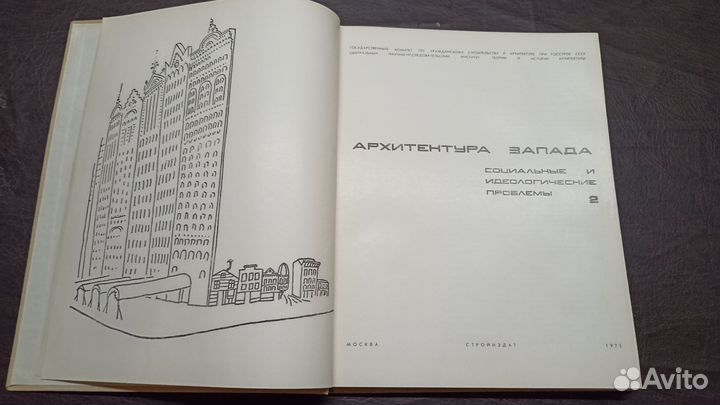 ГОСУДАРСТВЕННЫЙ КОМИТЕТ ПО ГРАЖДАНСКОМУ СТРОИТЕЛЬСТВУ И АРХИТЕКТУРЕ ПРИ ГОССТРОЕ СССР
ЦЕНТРАЛЬНЫЙ НАУЧНО-ИССЛЕДОВАТЕЛЬСКИЙ ИНСТИТУТ ТЕОРИИ И ИСТОРИИ АРХИТЕКТУРЫ
АРХИТЕКТУРА ЗАПАДА
СОЦИАЛЬНЫЕ И
ИДЕОЛОГИЧЕСКИЕ
ПРОБЛЕМЫ 2
МОСКВА СТРОЙИЗДАТ 1975
Avito